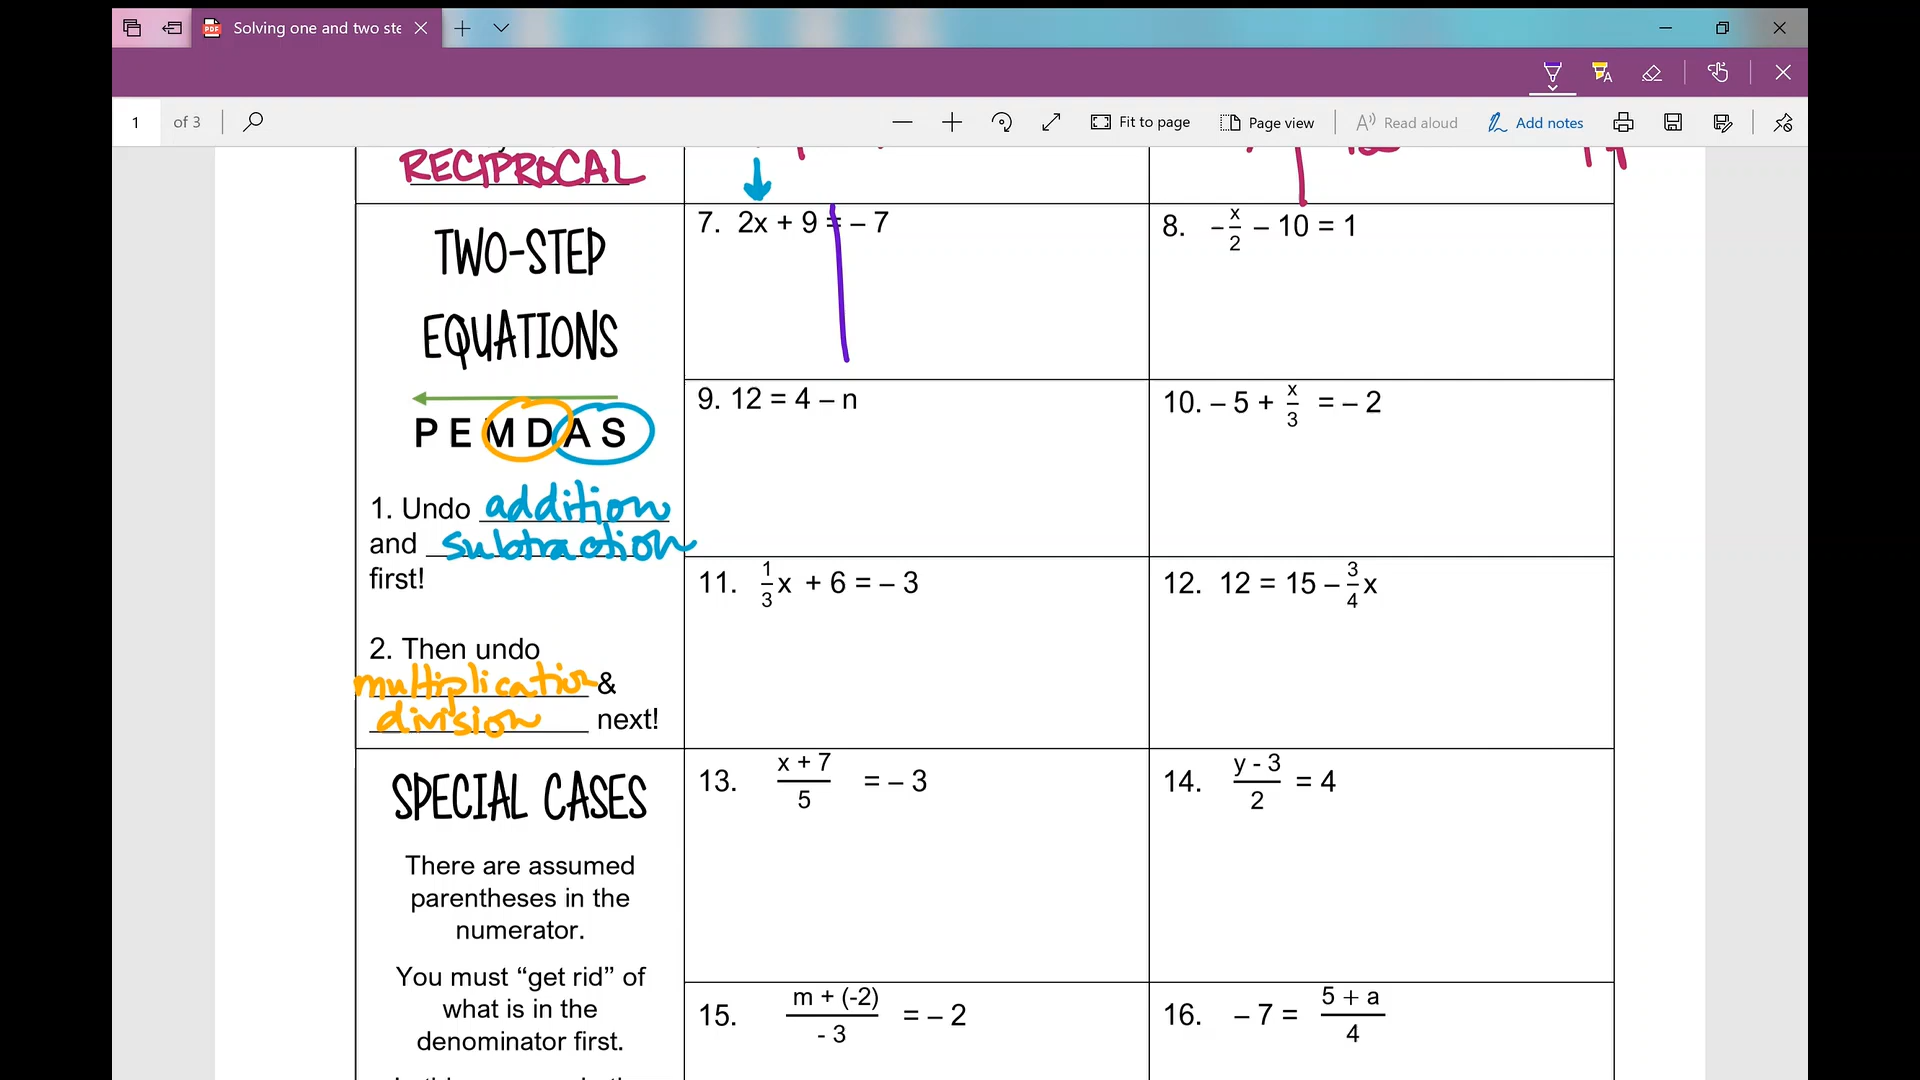 Solving one and two ste
1 of 3
Fit to page
Page view
Read aloud
Add notes
RECIPROCAL
TWO-STEP
EQUATIONS
P E M D A S
1. Undo addition
and subtraction
first!
2. Then undo
multiplication &
division next!
7. 2x + 9 = – 7
8. -x/2 – 10 = 1
9. 12 = 4 – n
10. – 5 + x/3 = – 2
11. 1/3x + 6 = – 3
12. 12 = 15 – 3/4x
SPECIAL CASES
There are assumed
parentheses in the
numerator.
You must “get rid” of
what is in the
denominator first.
13. x + 7 / 5 = – 3
14. y - 3 / 2 = 4
15. m + (-2) / - 3 = – 2
16. – 7 = 5 + a / 4